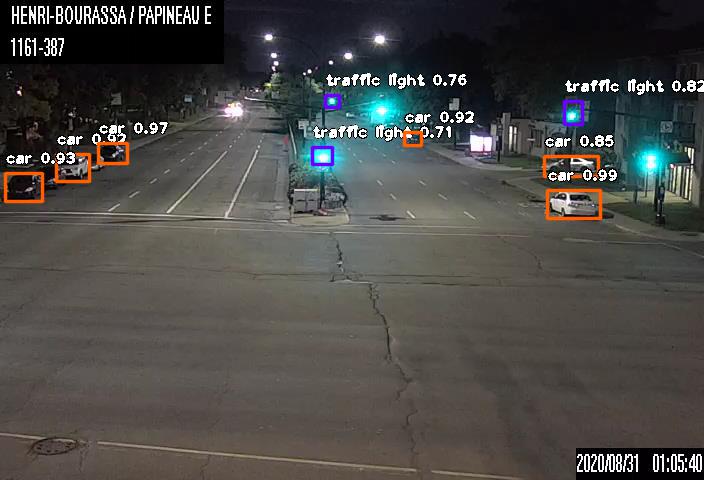 HENRI-BOURASSA / PAPINEAU E
1161-387
traffic light 0.76
traffic light 0.82
car 0.92
traffic light 0.71
car 0.97
car 0.92
car 0.93
car 0.85
car 0.99
2020/08/31 01:05:40